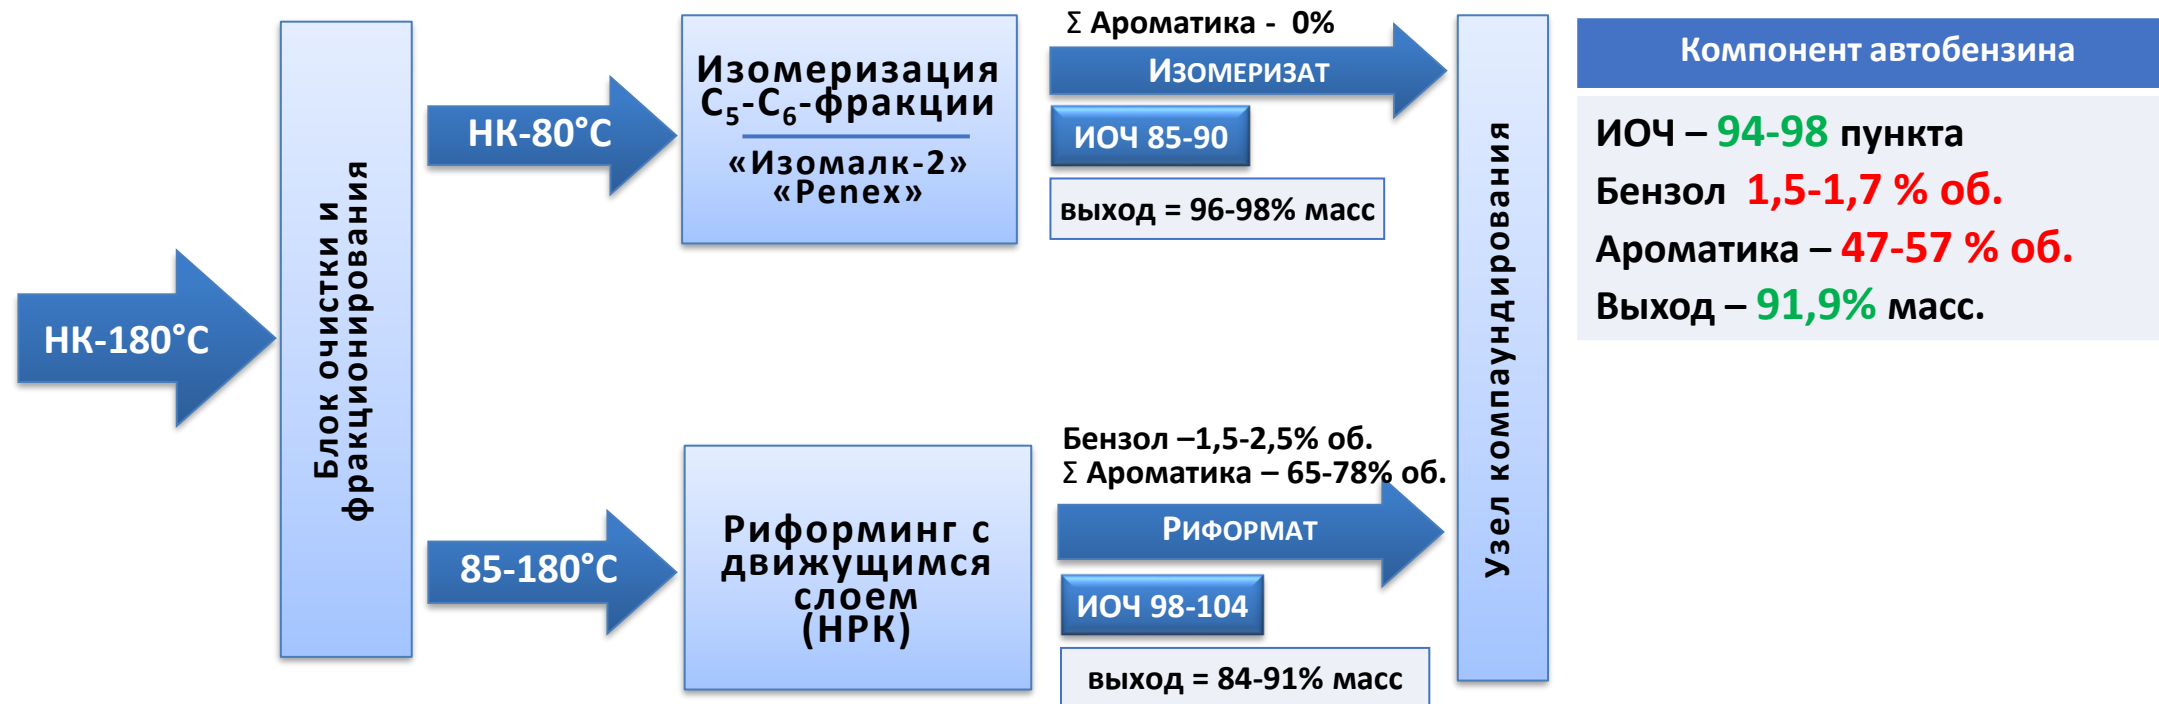 НК-180°С
Блок очистки и
фракционирования
НК-80°С
Изомеризация
С5-С6-фракции
«Изомалк-2»
«Penex»
Σ Ароматика - 0%
Изомеризат
ИОЧ 85-90
выход = 96-98% масс
85-180°С
Риформинг с
движущимся
слоем
(НРК)
Бензол –1,5-2,5% об.
Σ Ароматика – 65-78% об.
Риформат
ИОЧ 98-104
выход = 84-91% масс
Узел компаундирования
Компонент автобензина
ИОЧ – 94-98 пункта
Бензол 1,5-1,7 % об.
Ароматика – 47-57 % об.
Выход – 91,9% масс.